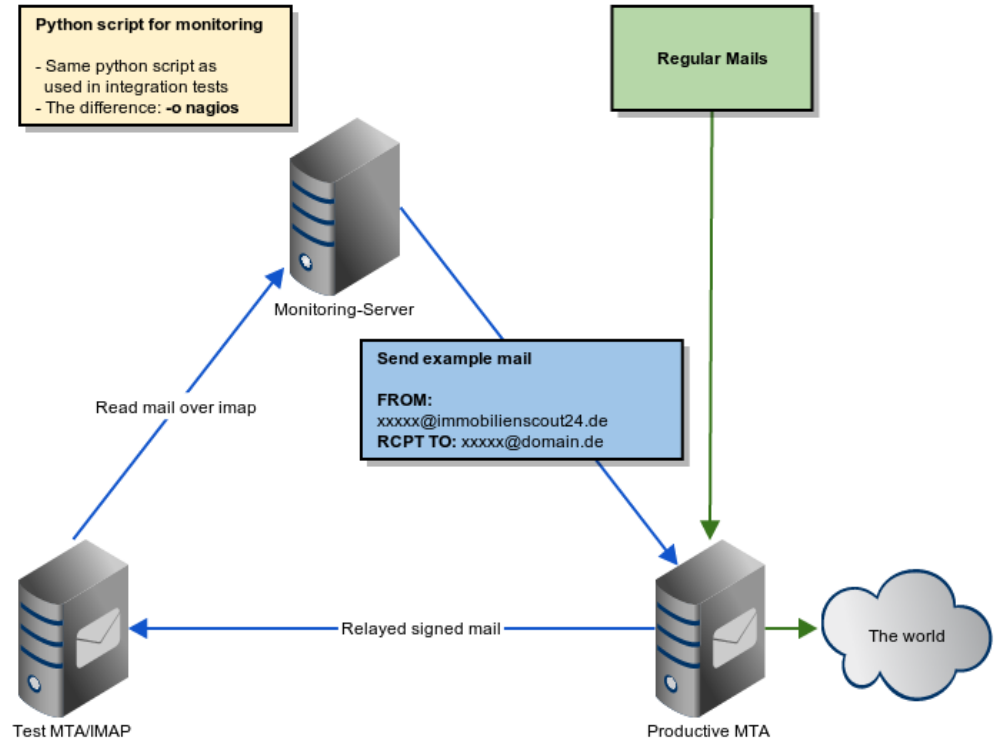 Python script for monitoring
- Same python script as
used in integration tests
- The difference: -o nagios
Regular Mails
Monitoring-Server
Send example mail
FROM:
xxxxx@immobilienscout24.de
RCPT TO: xxxxx@domain.de
Read mail over imap
Relayed signed mail
The world
Test MTA/IMAP
Productive MTA